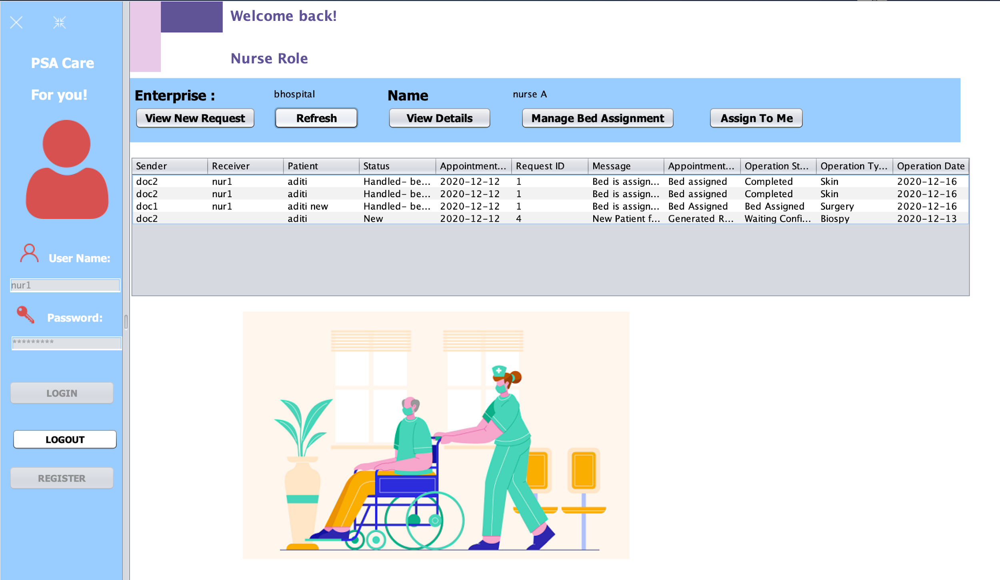 PSA Care
For you!
User Name:
nur1
Password:
*********
LOGIN
LOGOUT
REGISTER
Welcome back!
Nurse Role
Enterprise : bhospital Name nurse A
View New Request Refresh View Details Manage Bed Assignment Assign To Me
Sender Receiver Patient Status Appointment... Request ID Message Appointment... Operation St... Operation Ty... Operation Date
doc2 nur1 aditi Handled- be... 2020-12-12 1 Bed is assign... Bed assigned Completed Skin 2020-12-16
doc2 nur1 aditi Handled- be... 2020-12-12 1 Bed is assign... Bed assigned Completed Skin 2020-12-16
doc1 nur1 aditi new Handled- be... 2020-12-12 1 Bed is assign... Bed Assigned Bed Assigned Surgery 2020-12-16
doc2 aditi New 2020-12-12 4 New Patient f... Generated R... Waiting Confi... Biospy 2020-12-13